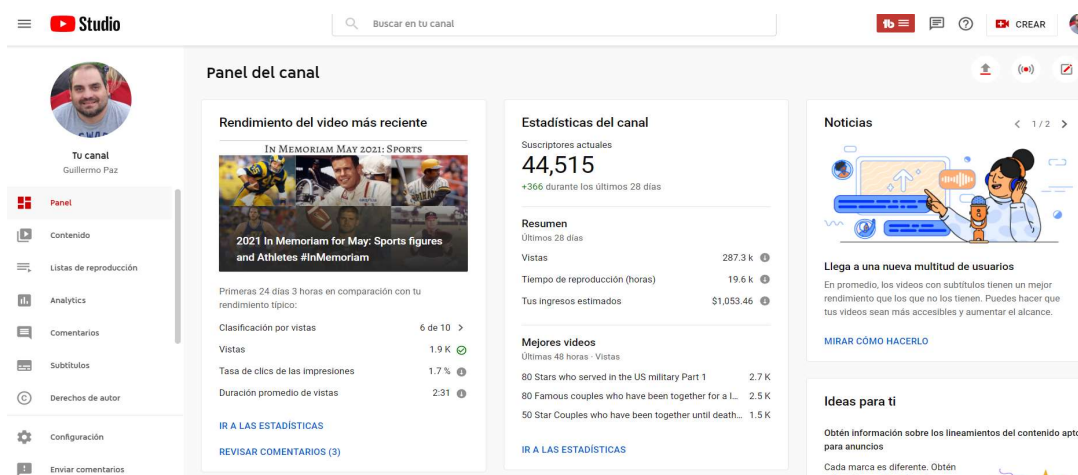 Studio
Buscar en tu canal
CREAR
Tu canal
Guillermo Paz
Panel
Contenido
Listas de reproducción
Analytics
Comentarios
Subtítulos
Derechos de autor
Configuración
Enviar comentarios
Panel del canal
Rendimiento del video más reciente
IN MEMORIAM MAY 2021: SPORTS
2021 In Memoriam for May: Sports figures
and Athletes #InMemoriam
Primeras 24 días 3 horas en comparación con tu
rendimiento típico:
Clasificación por vistas 6 de 10
Vistas 1.9 K
Tasa de clics de las impresiones 1.7 %
Duración promedio de vistas 2:31
IR A LAS ESTADÍSTICAS
REVISAR COMENTARIOS (3)
Estadísticas del canal
Suscriptores actuales
44,515
+366 durante los últimos 28 días
Resumen
Últimos 28 días
Vistas 287.3 k
Tiempo de reproducción (horas) 19.6 k
Tus ingresos estimados $1,053.46
Mejores videos
Últimas 48 horas · Vistas
80 Stars who served in the US military Part 1 2.7 K
80 Famous couples who have been together for a l... 2.5 K
50 Star Couples who have been together until death... 1.5 K
IR A LAS ESTADÍSTICAS
Noticias 1 / 2
Llega a una nueva multitud de usuarios
En promedio, los videos con subtítulos tienen un mejor
rendimiento que los que no los tienen. Puedes hacer que
tus videos sean más accesibles y aumentar el alcance.
MIRAR CÓMO HACERLO
Ideas para ti
Obtén información sobre los lineamientos del contenido apto
para anuncios
Cada marca es diferente. Obtén